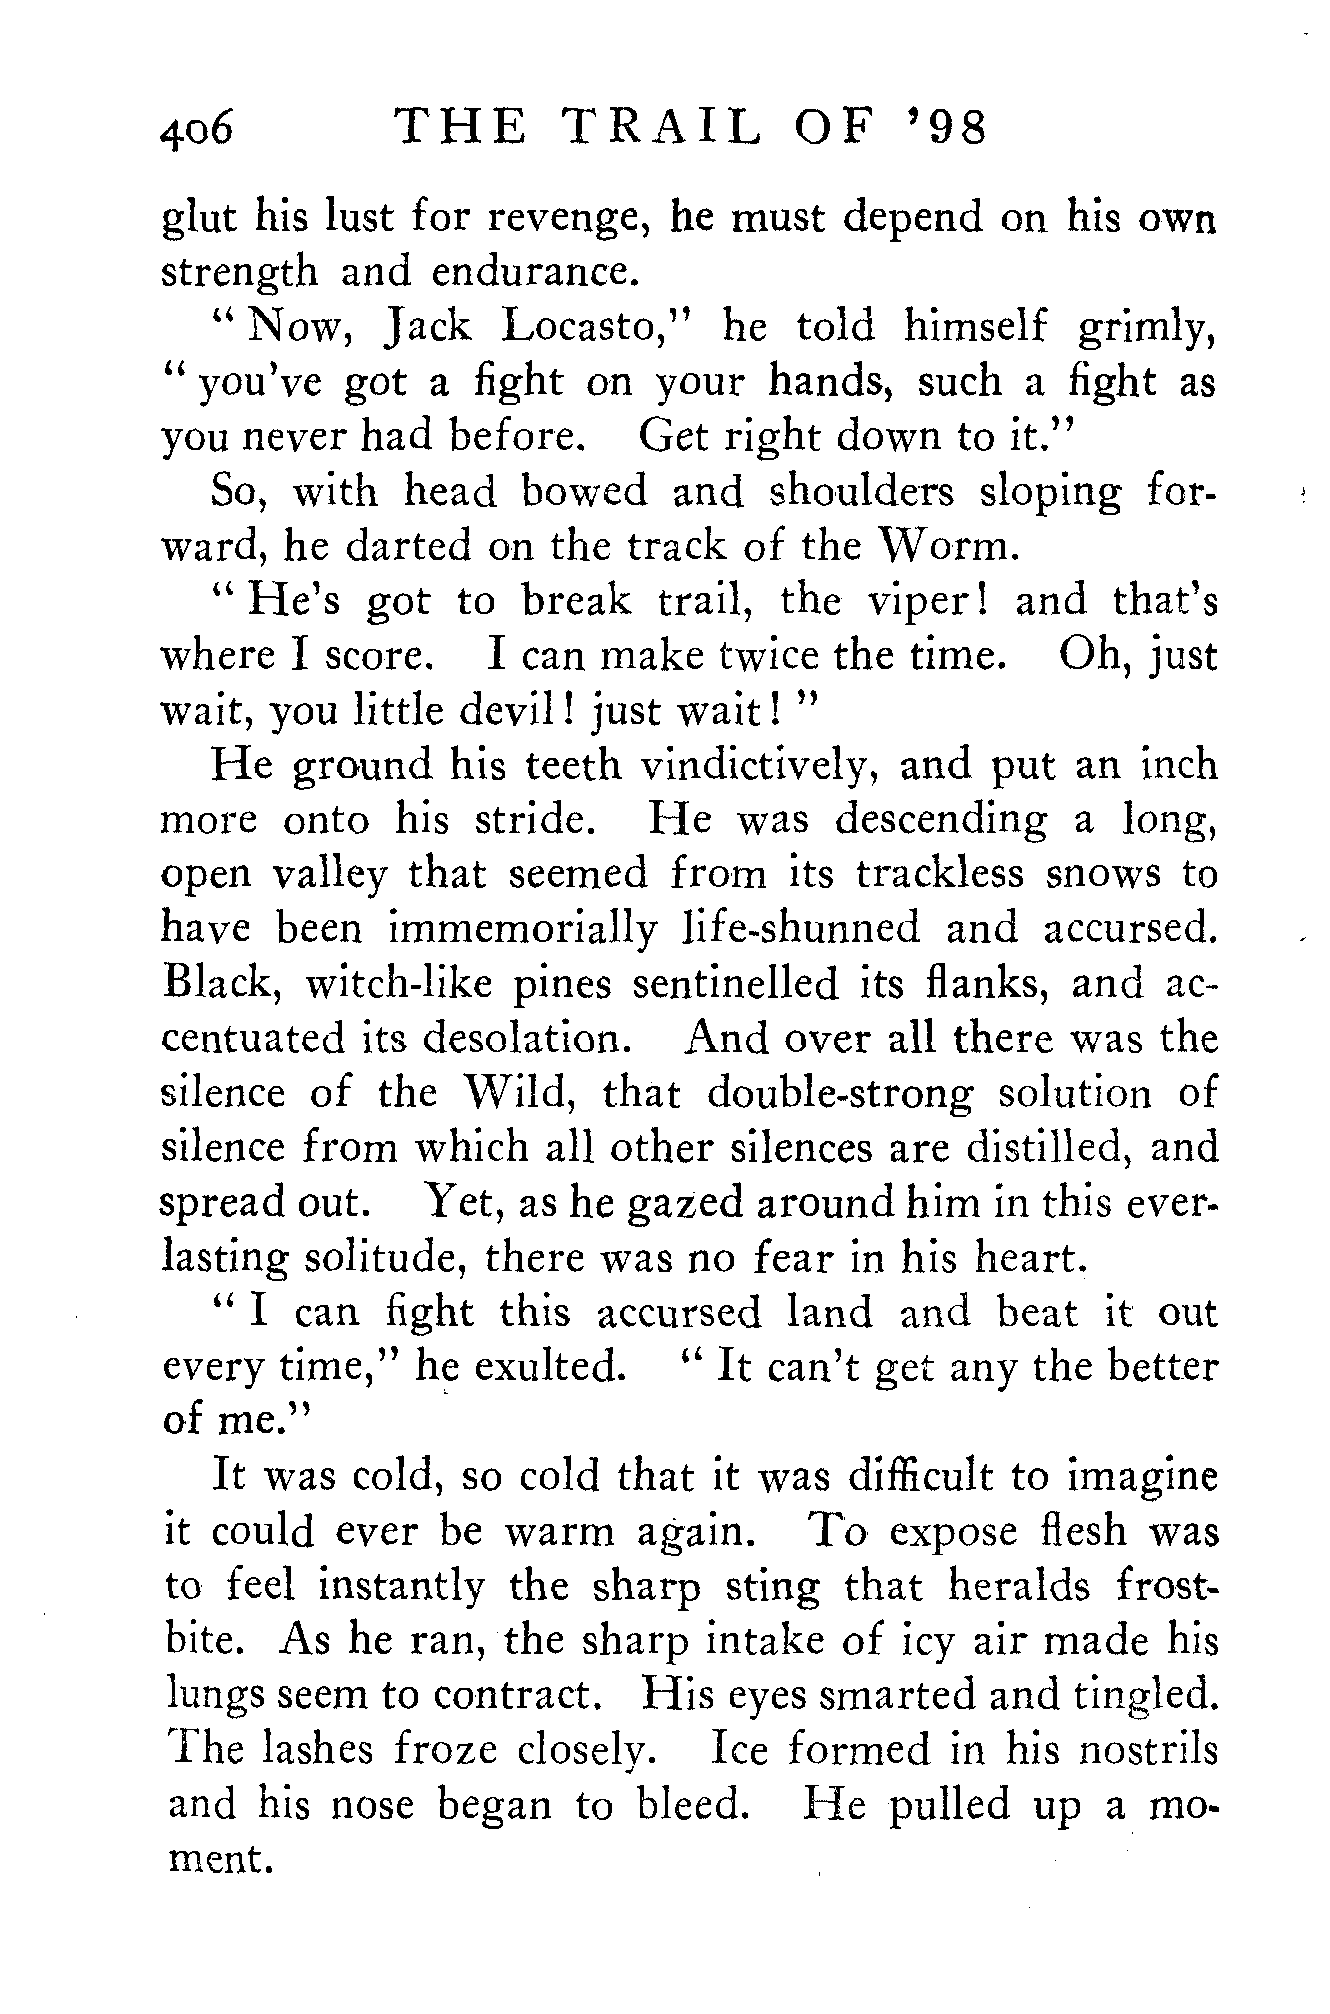 406 THE TRAIL OF '98
glut his lust for revenge, he must depend on his own
strength and endurance.
" Now, Jack Locasto," he told himself grimly,
" you've got a fight on your hands, such a fight as
you never had before. Get right down to it."
So, with head bowed and shoulders sloping for-
ward, he darted on the track of the Worm.
" He's got to break trail, the viper! and that's
where I score. I can make twice the time. Oh, just
wait, you little devil! just wait! "
He ground his teeth vindictively, and put an inch
more onto his stride. He was descending a long,
open valley that seemed from its trackless snows to
have been immemorially life-shunned and accursed.
Black, witch-like pines sentinelled its flanks, and ac-
centuated its desolation. And over all there was the
silence of the Wild, that double-strong solution of
silence from which all other silences are distilled, and
spread out. Yet, as he gazed around him in this ever-
lasting solitude, there was no fear in his heart.
" I can fight this accursed land and beat it out
every time," he exulted. " It can't get any the better
of me."
It was cold, so cold that it was difficult to imagine
it could ever be warm again. To expose flesh was
to feel instantly the sharp sting that heralds frost-
bite. As he ran, the sharp intake of icy air made his
lungs seem to contract. His eyes smarted and tingled.
The lashes froze closely. Ice formed in his nostrils
and his nose began to bleed. He pulled up a mo-
ment.